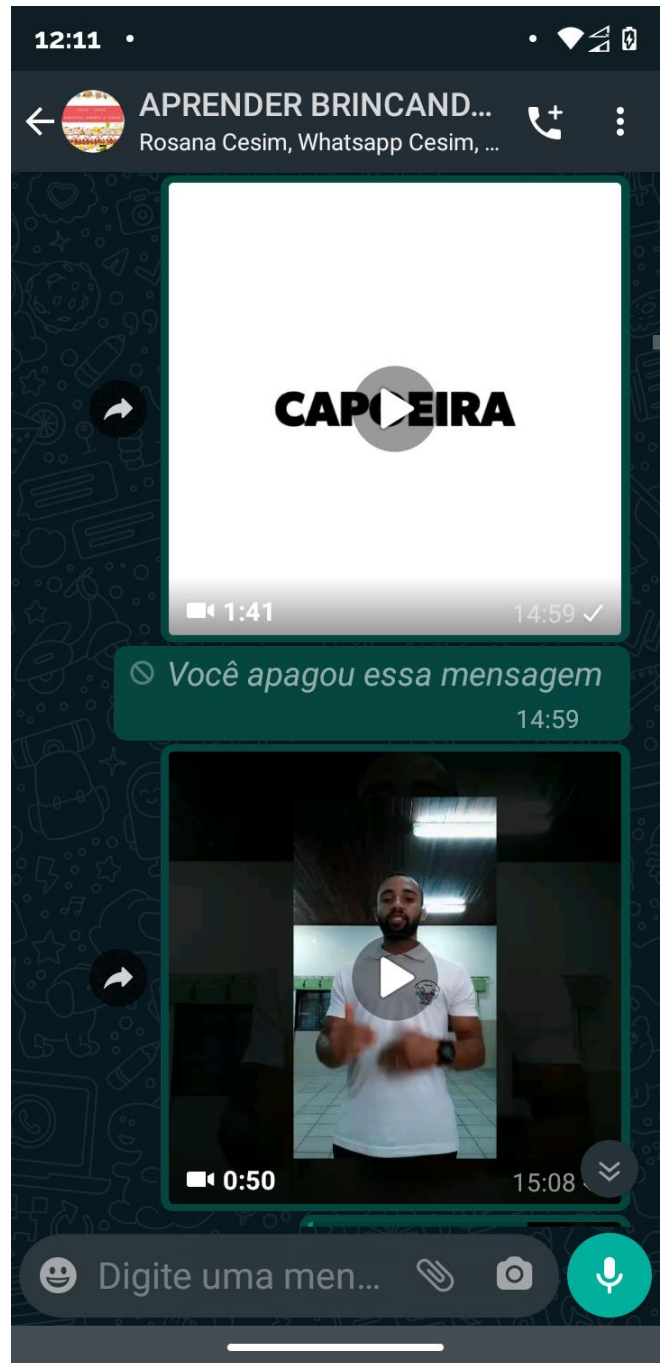 12:11
APRENDER BRINCAND...
Rosana Cesim, Whatsapp Cesim, ...
CAPOEIRA
1:41
14:59
Você apagou essa mensagem
14:59
0:50
15:08
Digite uma men...